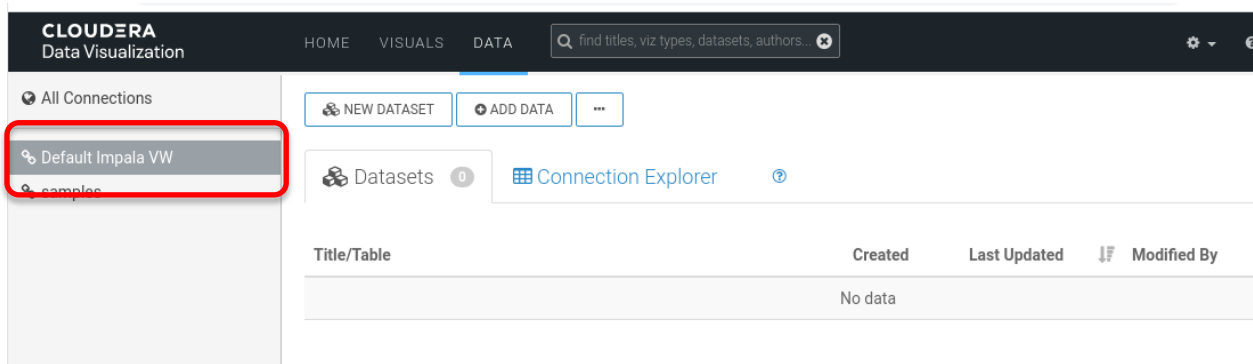 CLOUDERA
Data Visualization
HOME VISUALS DATA find titles, viz types, datasets, authors...
All Connections
NEW DATASET ADD DATA ...
Default Impala VW
samples
Datasets 0 Connection Explorer ?
Title/Table Created Last Updated Modified By
No data